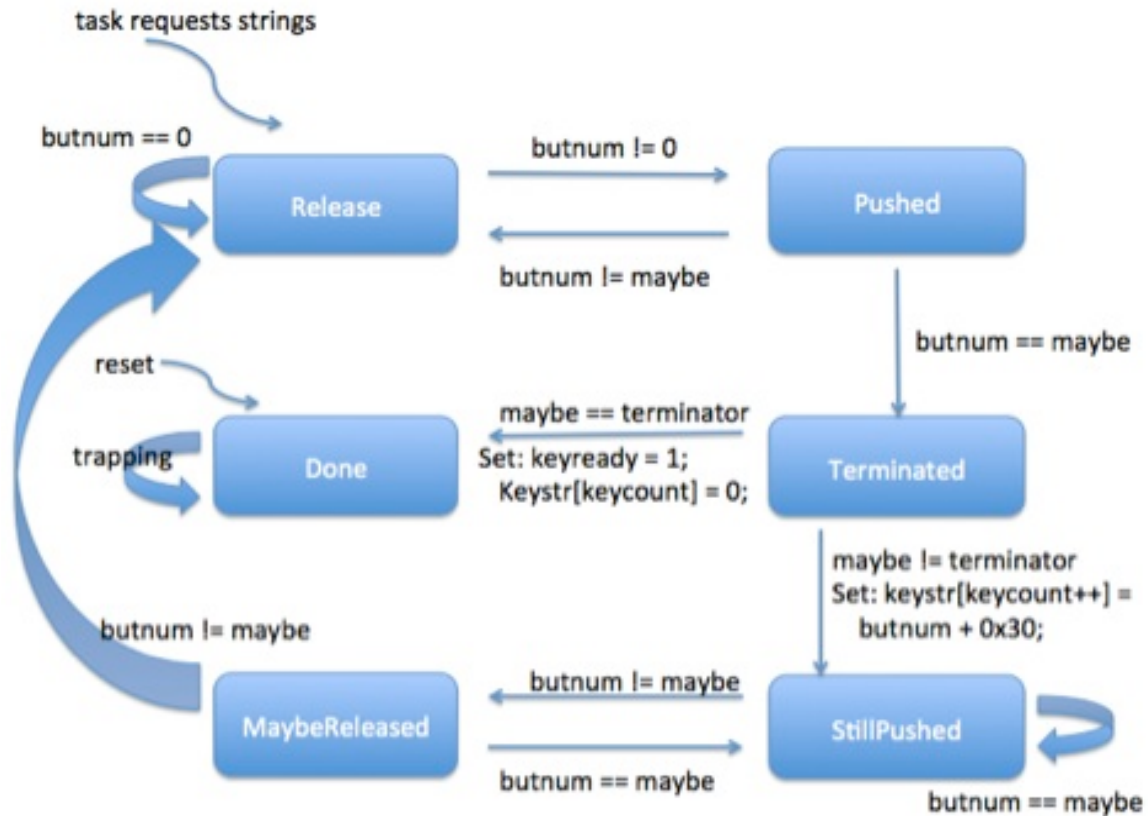 task requests strings
butnum == 0
butnum != 0
Release
Pushed
butnum != maybe
butnum == maybe
reset
maybe == terminator
trapping
Done
Set: keyready = 1;
Keystr[keycount] = 0;
Terminated
maybe != terminator
Set: keystr[keycount++] =
butnum + 0x30;
butnum != maybe
butnum != maybe
MaybeReleased
StillPushed
butnum == maybe
butnum == maybe